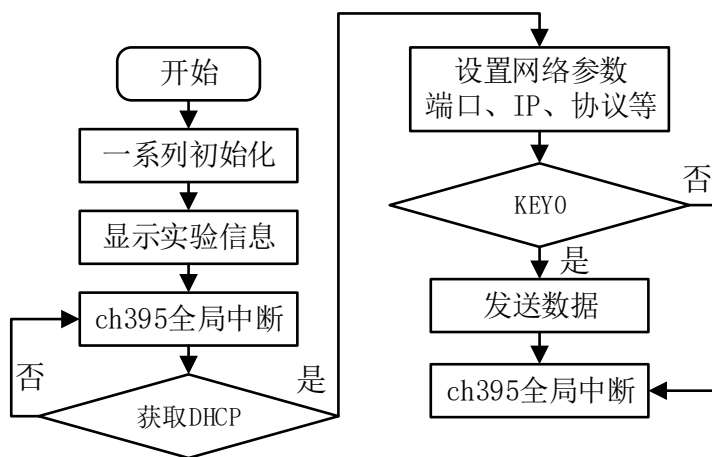 开始
一系列初始化
显示实验信息
ch395全局中断
否
是
获取DHCP
设置网络参数
端口、IP、协议等
否
KEY0
是
发送数据
ch395全局中断